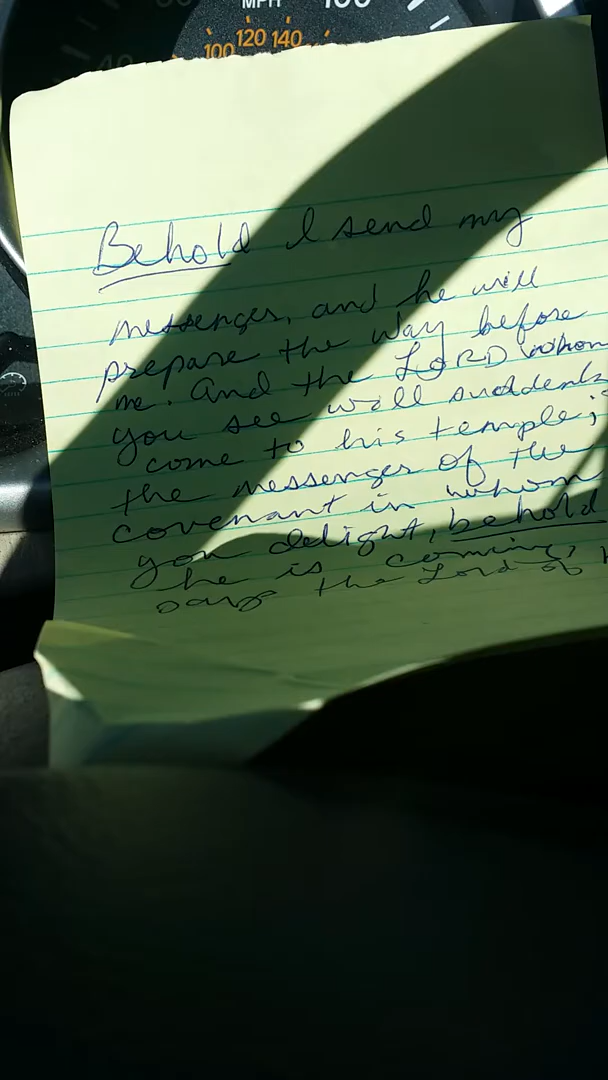 MPH
100
100 120 140
Behold I send my
messenger, and he will
prepare the way before
me. And the LORD whom
you see will suddenly
come to his temple;
the messenger of the
covenant in whom
you delight, behold
he is coming,
says the Lord of